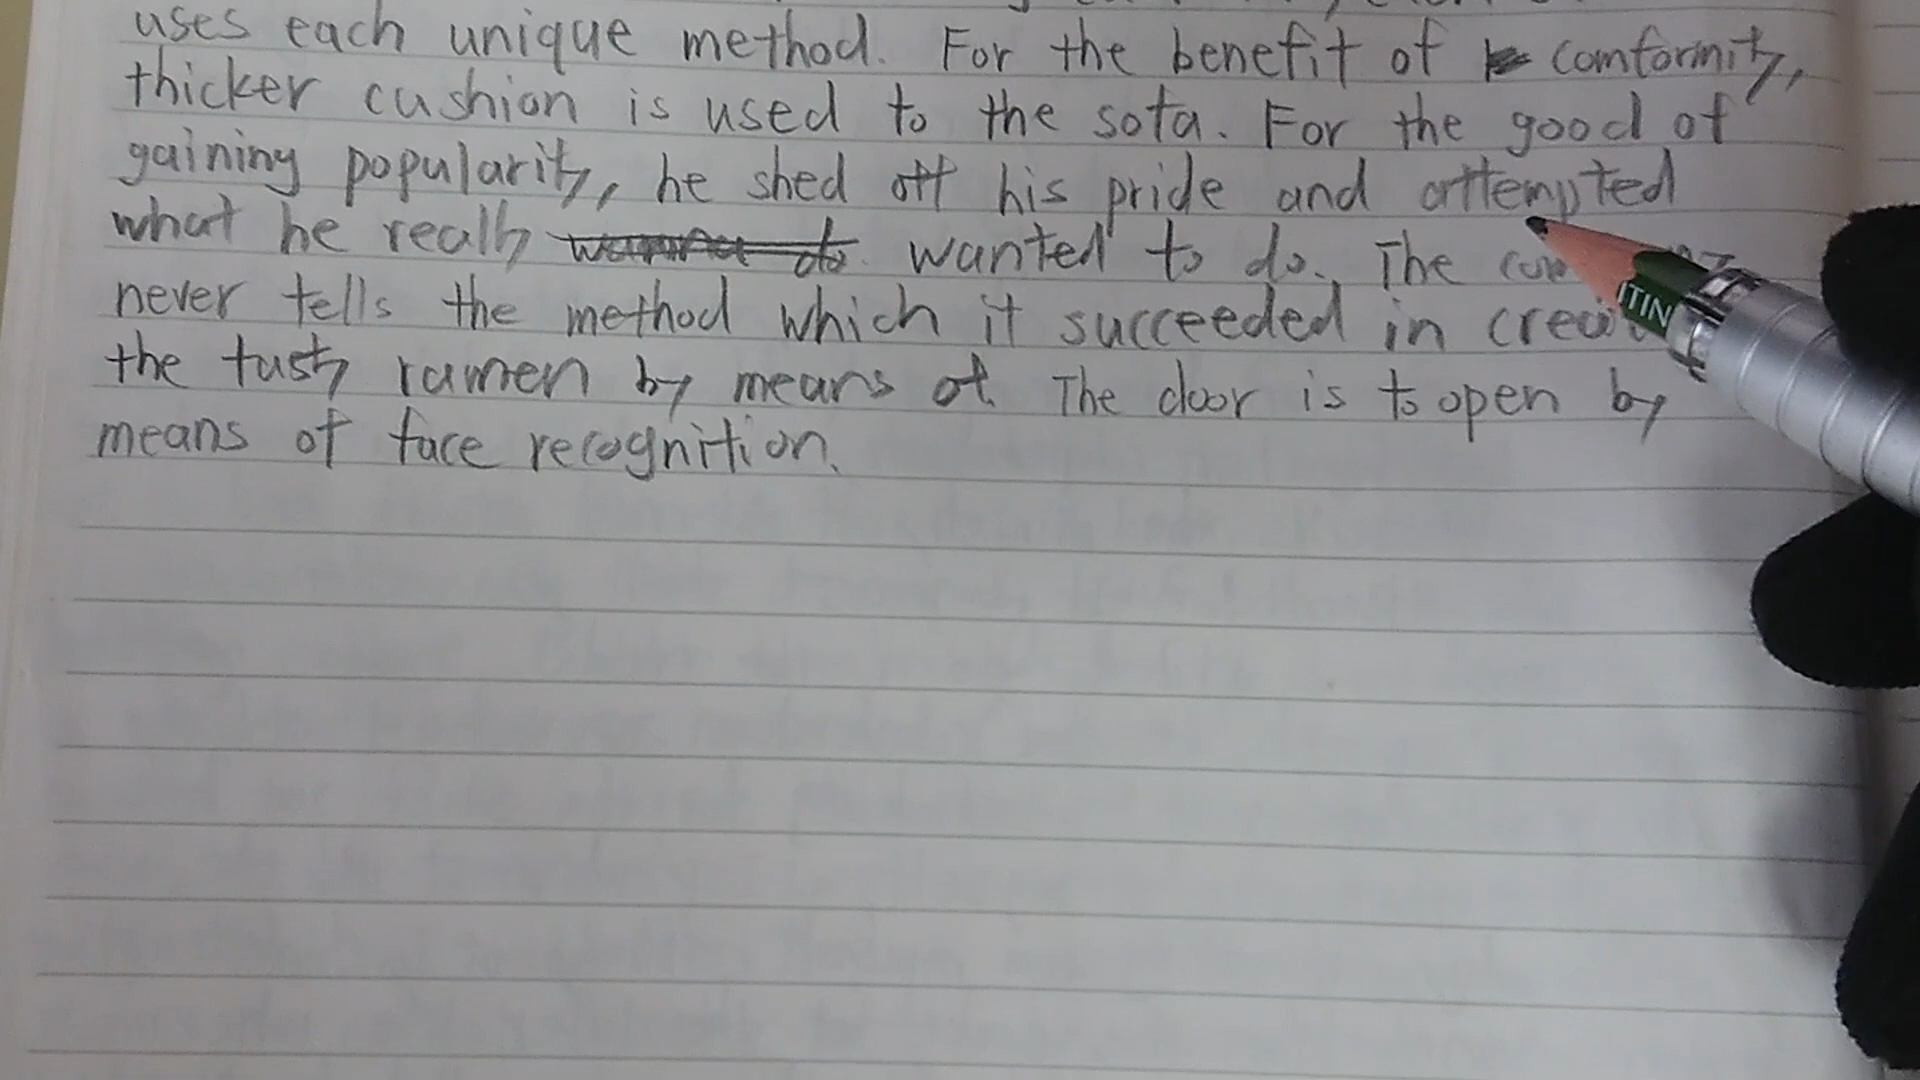 uses each unique method. For the benefit of comformity,
thicker cushion is used to the sofa. For the good of
gaining popularity, he shed off his pride and attempted
what he really wanna do wanted to do. The
never tells the method which it succeeded in
the tasty ramen by means of. The door is to open by
means of face recognition.
ITIN